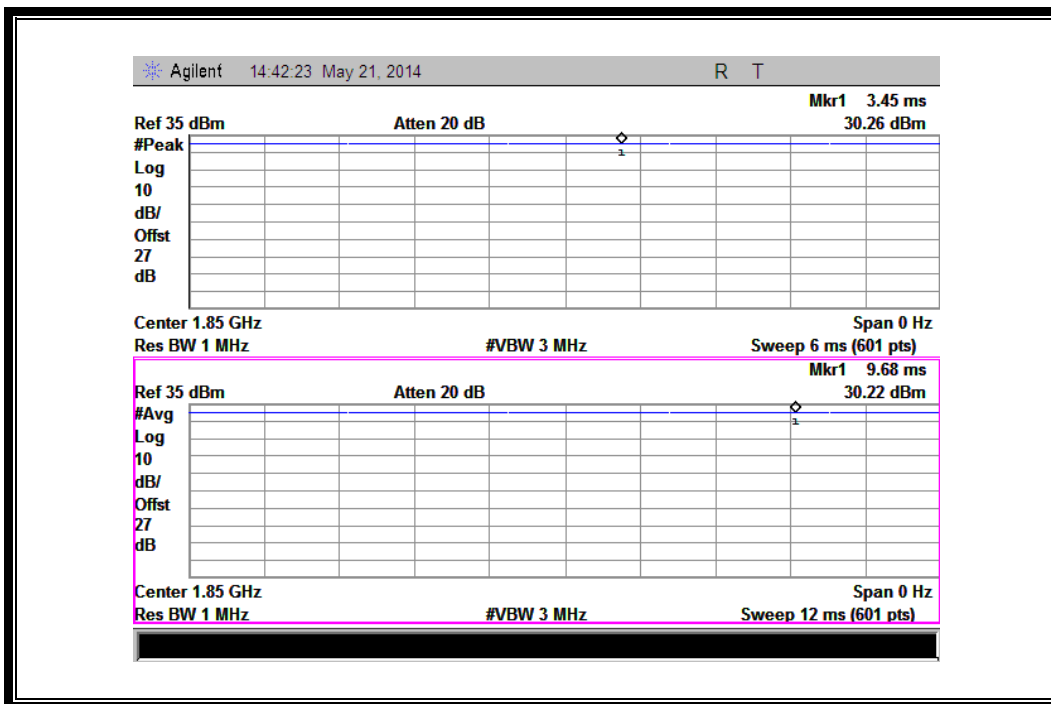 Agilent 14:42:23 May 21, 2014 R T
Mkr1 3.45 ms
Ref 35 dBm Atten 20 dB 30.26 dBm
#Peak
1
Log
10
dB/
Offst
27
dB
Center 1.85 GHz Span 0 Hz
Res BW 1 MHz #VBW 3 MHz Sweep 6 ms (601 pts)
Mkr1 9.68 ms
Ref 35 dBm Atten 20 dB 30.22 dBm
#Avg
1
Log
10
dB/
Offst
27
dB
Center 1.85 GHz Span 0 Hz
Res BW 1 MHz #VBW 3 MHz Sweep 12 ms (601 pts)